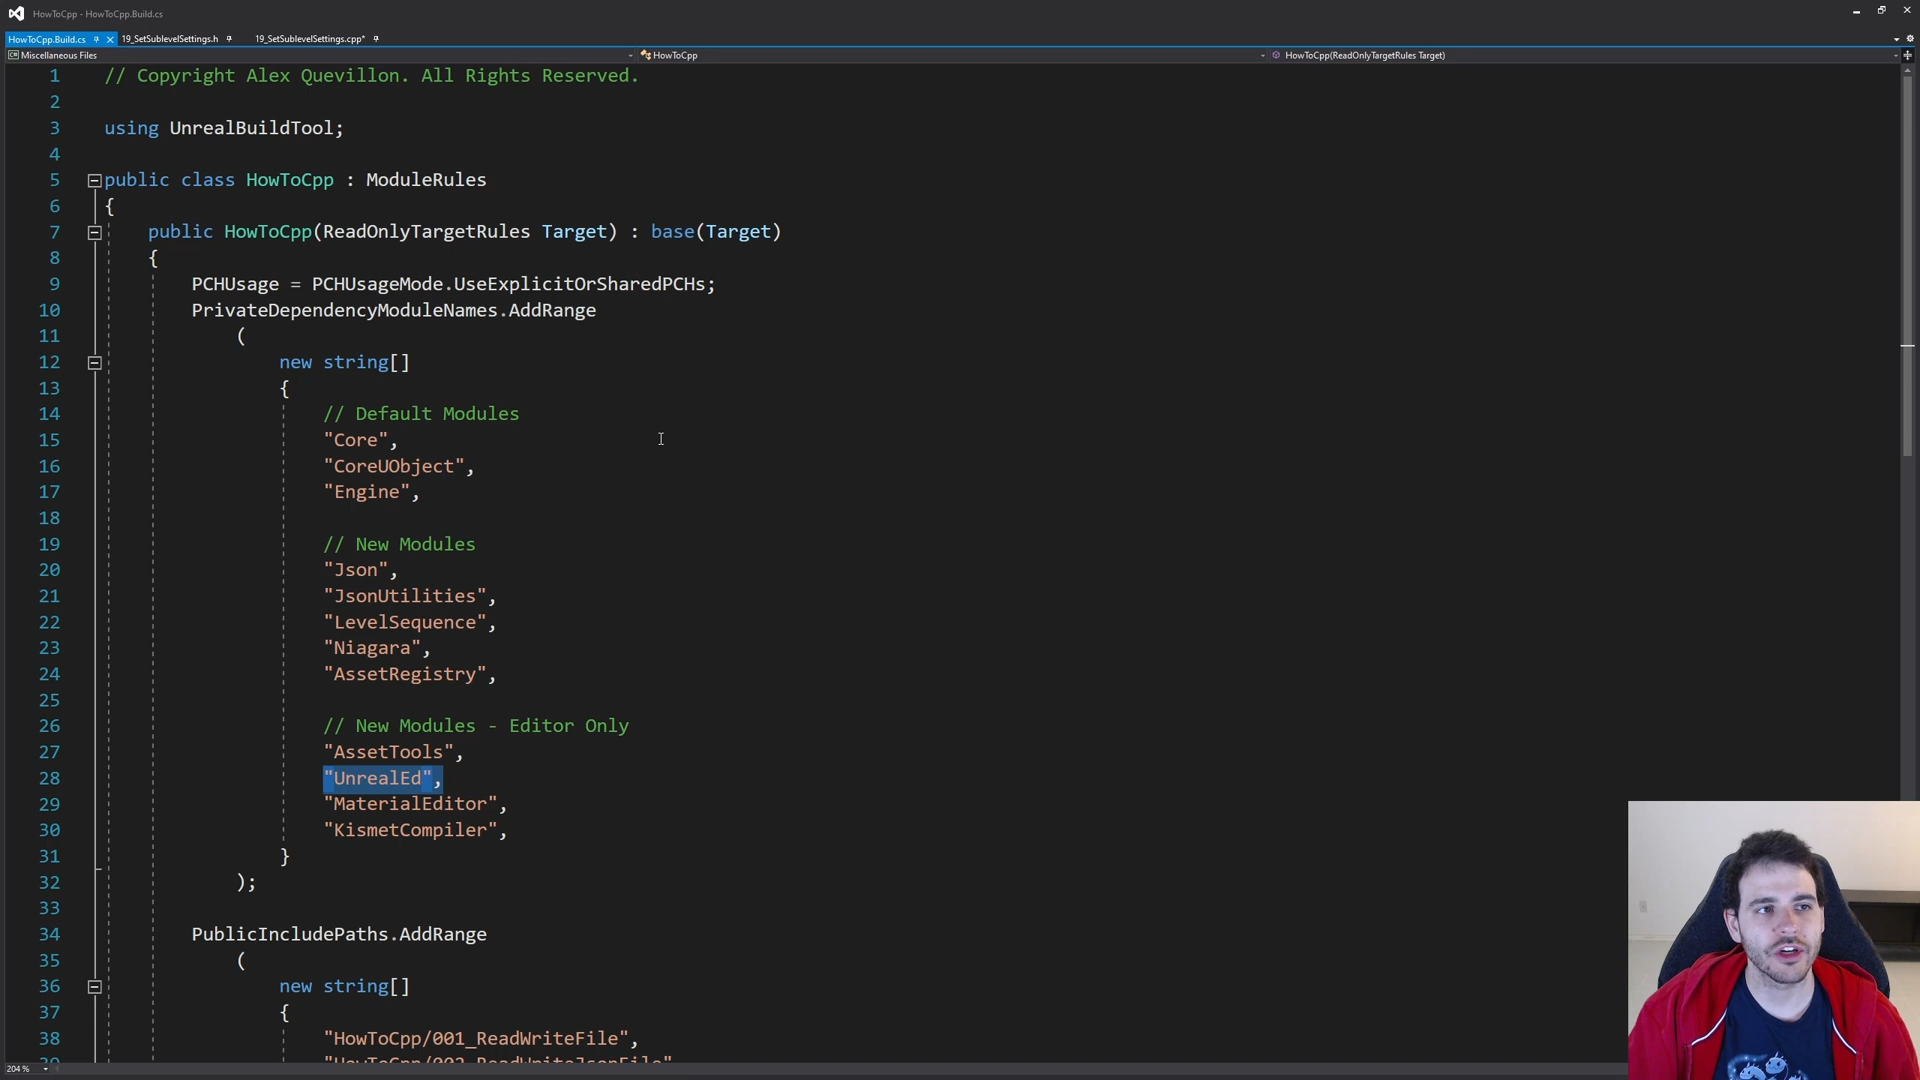 HowToCpp - HowToCpp.Build.cs
HowToCpp.Build.cs 19_SetSublevelSettings.h 19_SetSublevelSettings.cpp*
Miscellaneous Files HowToCpp HowToCpp(ReadOnlyTargetRules Target)
1 // Copyright Alex Quevillon. All Rights Reserved.
2
3 using UnrealBuildTool;
4
5 public class HowToCpp : ModuleRules
6 {
7 public HowToCpp(ReadOnlyTargetRules Target) : base(Target)
8 {
9 PCHUsage = PCHUsageMode.UseExplicitOrSharedPCHs;
10 PrivateDependencyModuleNames.AddRange
11 (
12 new string[]
13 {
14 // Default Modules
15 "Core",
16 "CoreUObject",
17 "Engine",
18
19 // New Modules
20 "Json",
21 "JsonUtilities",
22 "LevelSequence",
23 "Niagara",
24 "AssetRegistry",
25
26 // New Modules - Editor Only
27 "AssetTools",
28 "UnrealEd",
29 "MaterialEditor",
30 "KismetCompiler",
31 }
32 );
33
34 PublicIncludePaths.AddRange
35 (
36 new string[]
37 {
38 "HowToCpp/001_ReadWriteFile",
39 "HowToCpp/002_ReadWriteJsonFile"
204 %